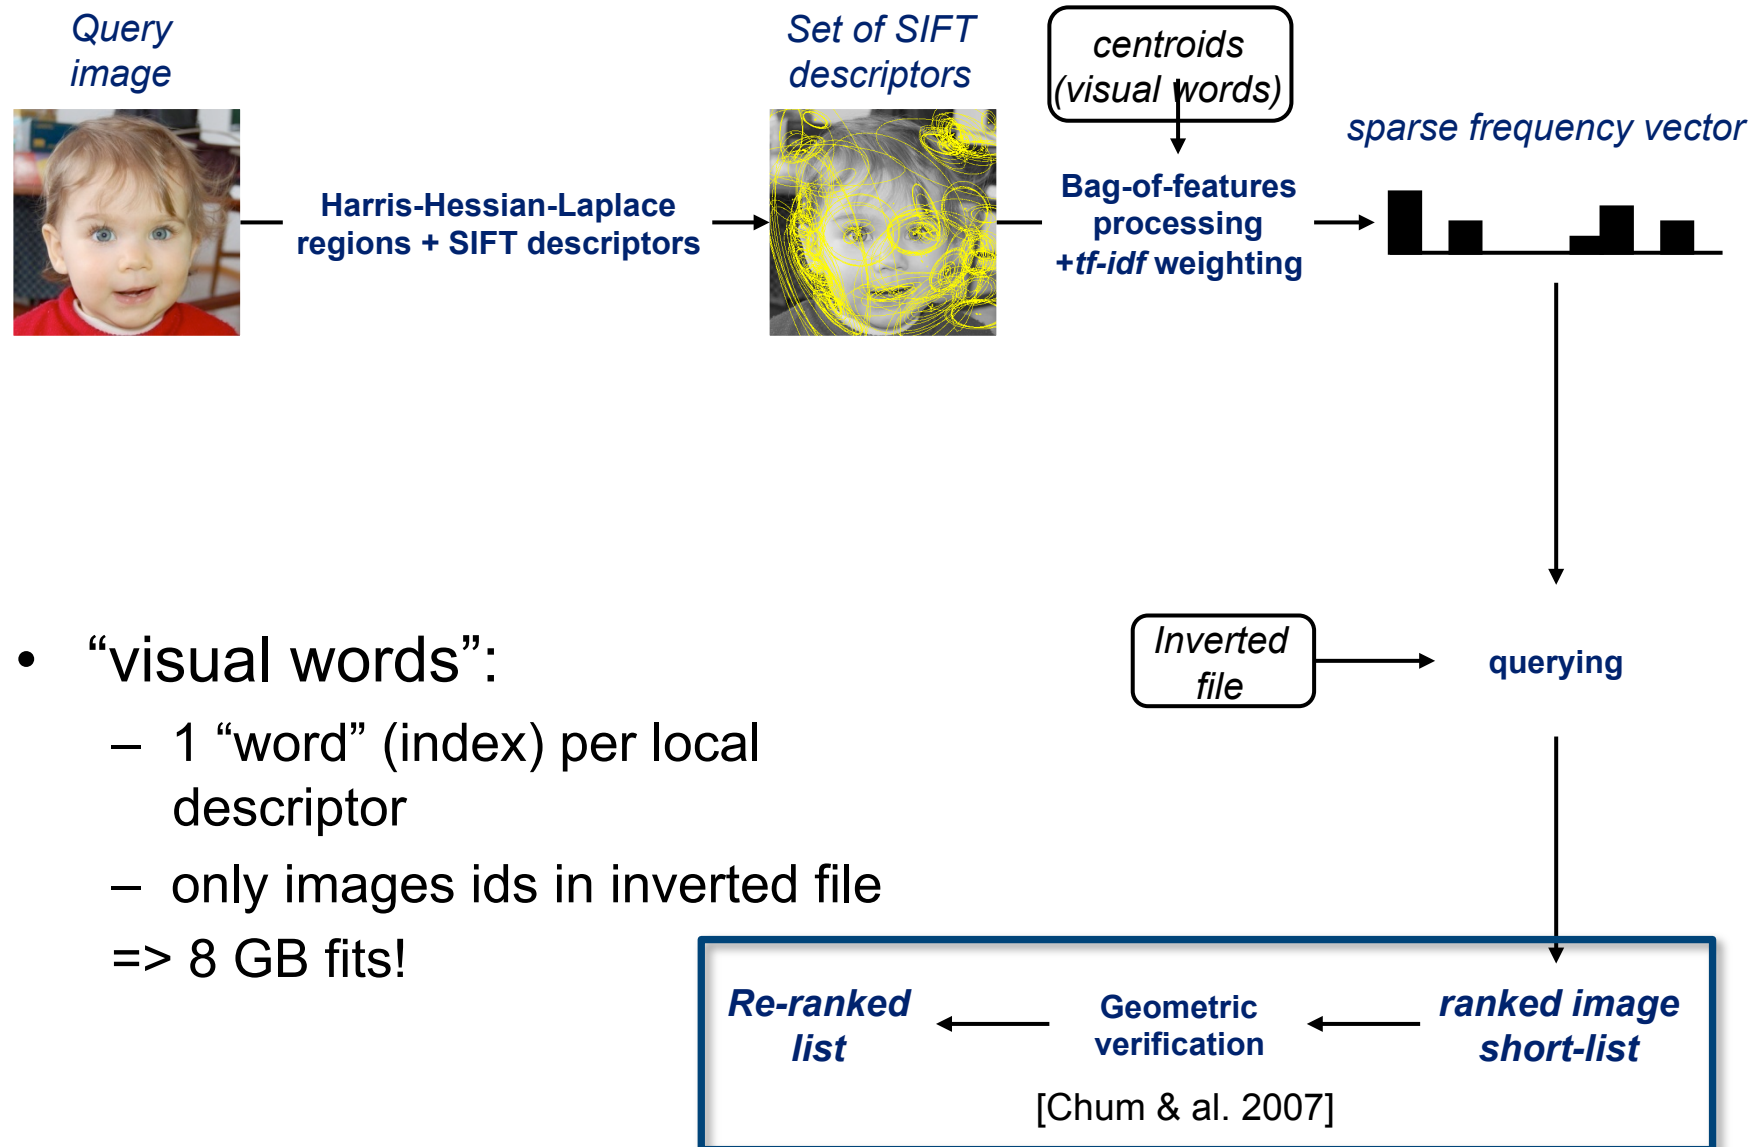 Query
image
Set of SIFT
descriptors
centroids
(visual words)
sparse frequency vector
Harris-Hessian-Laplace
regions + SIFT descriptors
Bag-of-features
processing
+tf-idf weighting
• “visual words”:
– 1 “word” (index) per local
descriptor
– only images ids in inverted file
=> 8 GB fits!
Inverted
file
querying
Re-ranked
list
Geometric
verification
ranked image
short-list
[Chum & al. 2007]